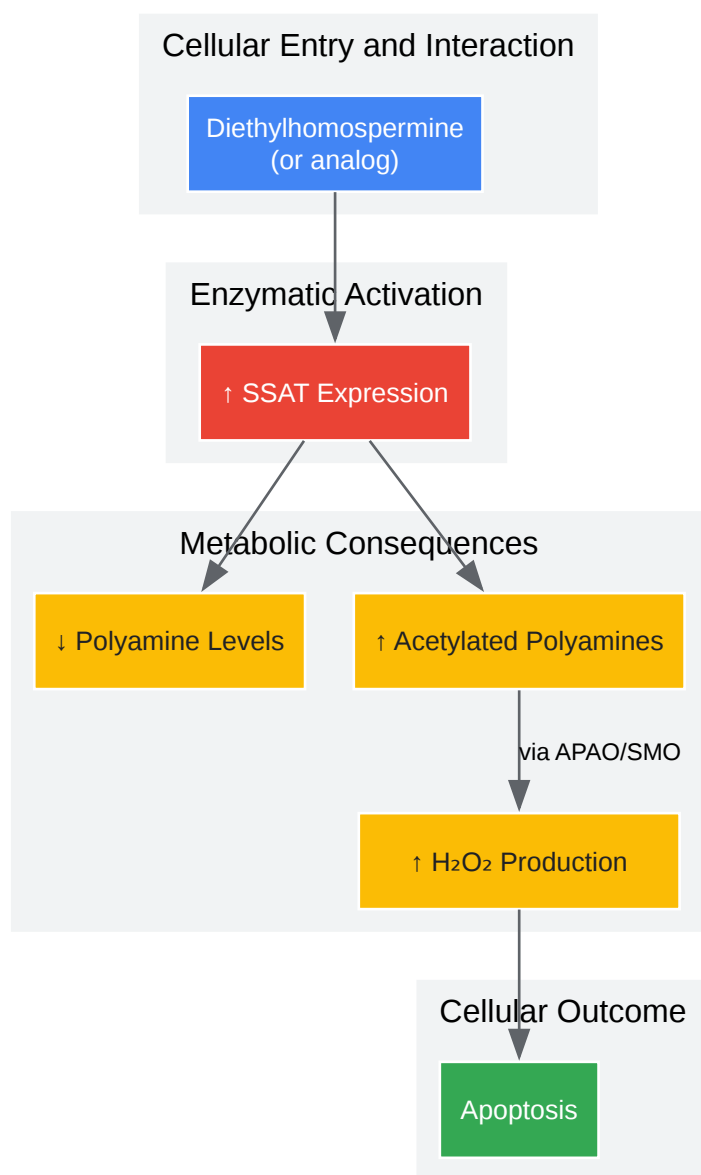 Cellular Entry and Interaction
Diethylhomospermine
(or analog)
Enzymatic Activation
↑ SSAT Expression
Metabolic Consequences
↓ Polyamine Levels
↑ Acetylated Polyamines
via APAO/SMO
↑ H₂O₂ Production
Cellular Outcome
Apoptosis